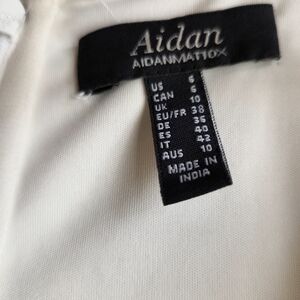 Aidan
AIDANMATTOX
US 6
CAN 6
UK 10
EU/FR 38
DE 36
ES 40
IT 42
AUS 10
MADE IN
INDIA